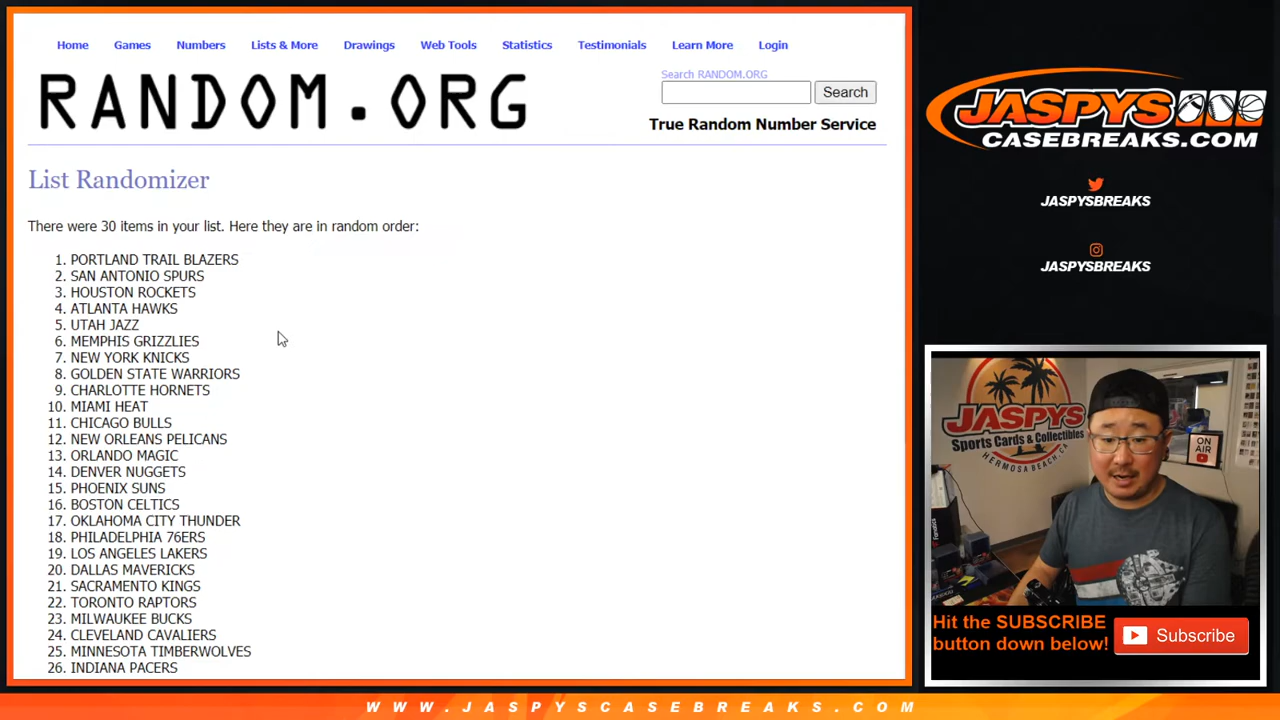 Home Games Numbers Lists & More Drawings Web Tools Statistics Testimonials Learn More Login
RANDOM.ORG
Search RANDOM.ORG
Search
True Random Number Service
List Randomizer
There were 30 items in your list. Here they are in random order:
1. PORTLAND TRAIL BLAZERS
2. SAN ANTONIO SPURS
3. HOUSTON ROCKETS
4. ATLANTA HAWKS
5. UTAH JAZZ
6. MEMPHIS GRIZZLIES
7. NEW YORK KNICKS
8. GOLDEN STATE WARRIORS
9. CHARLOTTE HORNETS
10. MIAMI HEAT
11. CHICAGO BULLS
12. NEW ORLEANS PELICANS
13. ORLANDO MAGIC
14. DENVER NUGGETS
15. PHOENIX SUNS
16. BOSTON CELTICS
17. OKLAHOMA CITY THUNDER
18. PHILADELPHIA 76ERS
19. LOS ANGELES LAKERS
20. DALLAS MAVERICKS
21. SACRAMENTO KINGS
22. TORONTO RAPTORS
23. MILWAUKEE BUCKS
24. CLEVELAND CAVALIERS
25. MINNESOTA TIMBERWOLVES
26. INDIANA PACERS
JASPYS
CASEBREAKS.COM
JASPYSBREAKS
JASPYSBREAKS
JASPYS
Sports Cards & Collectibles
HERMOSA BEACH, CA
ON
AIR
Fanatics
Hit the SUBSCRIBE
button down below!
Subscribe
WWW.JASPYSCASEBREAKS.COM